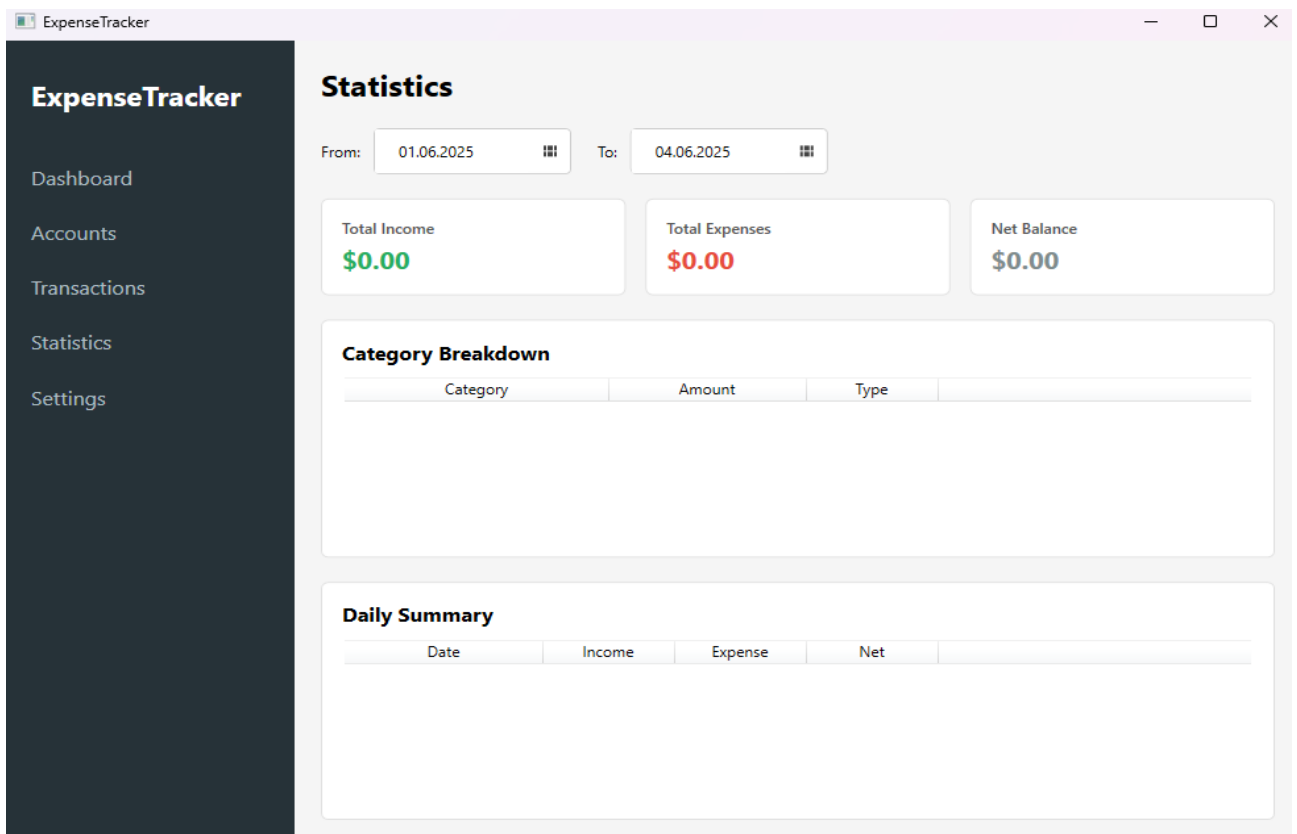 ExpenseTracker
ExpenseTracker
Dashboard
Accounts
Transactions
Statistics
Settings
Statistics
From: 01.06.2025 To: 04.06.2025
Total Income Total Expenses Net Balance
$0.00 $0.00 $0.00
Category Breakdown
Category Amount Type
Daily Summary
Date Income Expense Net